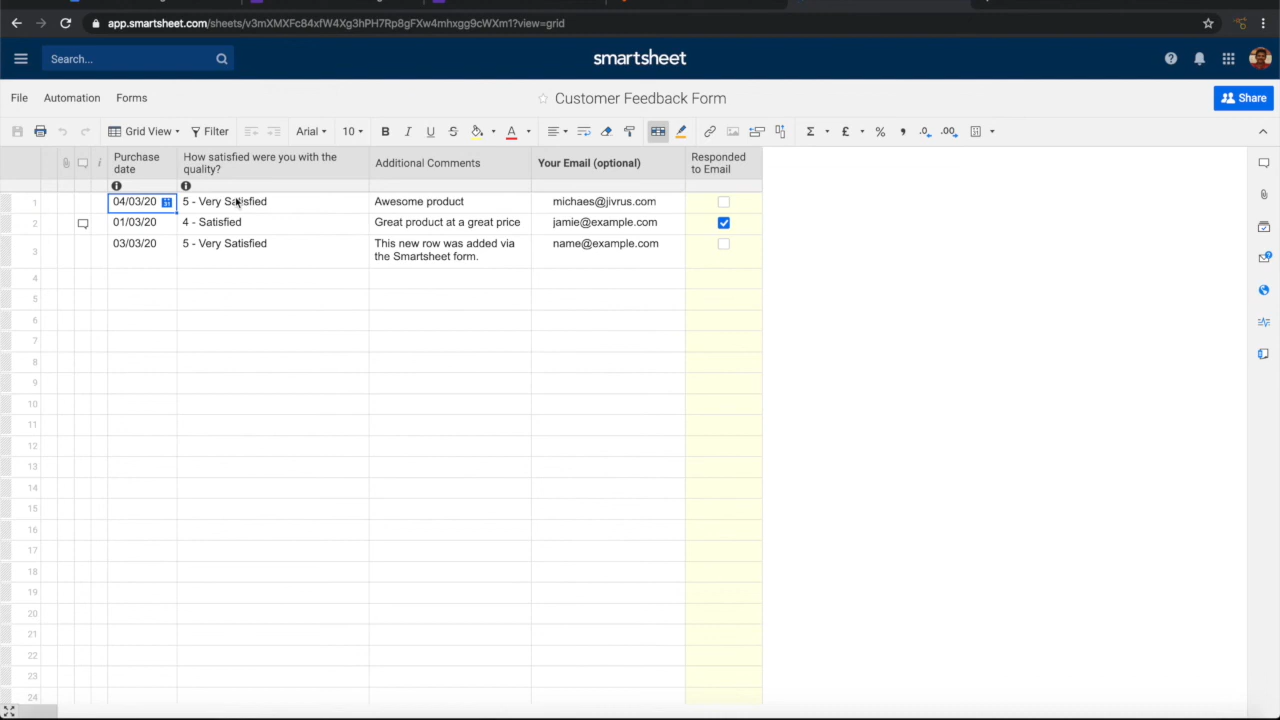 app.smartsheet.com/sheets/v3mXMXFc84xfW4Xg3hPH7Rp8gFXw4mhxgg9cWXm1?view=grid
Search...
smartsheet
File Automation Forms
Customer Feedback Form
Share
Grid View Filter Arial 10 B I U S A Σ £ % , .0 .00
Purchase date
How satisfied were you with the quality?
Additional Comments
Your Email (optional)
Responded to Email
1 04/03/20 5 - Very Satisfied Awesome product michaes@jivrus.com
2 01/03/20 4 - Satisfied Great product at a great price jamie@example.com
3 03/03/20 5 - Very Satisfied This new row was added via the Smartsheet form. name@example.com
4
5
6
7
8
9
10
11
12
13
14
15
16
17
18
19
20
21
22
23
24